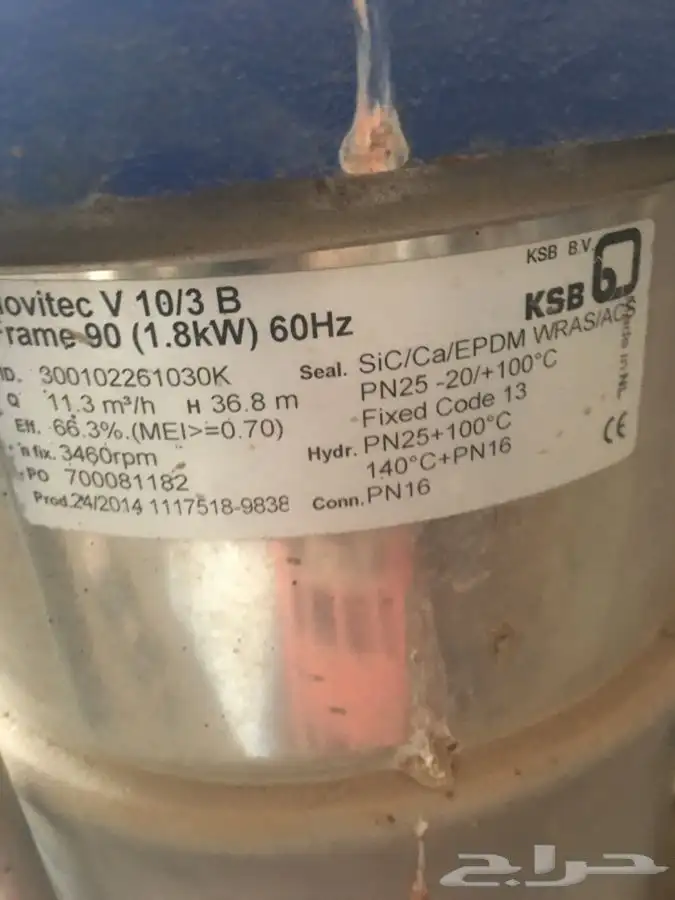 KSB B.V.
KSB
ovitec V 10/3 B
Frame 90 (1.8kW) 60Hz
ID. 300102261030K
Q 11.3 m³/h H 36.8 m
Eff. 66.3%.(MEI>=0.70)
n fix. 3460rpm
PO 700081182
Prod.24/2014 1117518-9838
Seal. SiC/Ca/EPDM WRAS/ACS
PN25 -20/+100°C
Fixed Code 13
Hydr. PN25+100°C
140°C+PN16
Conn.PN16
CE
حراج